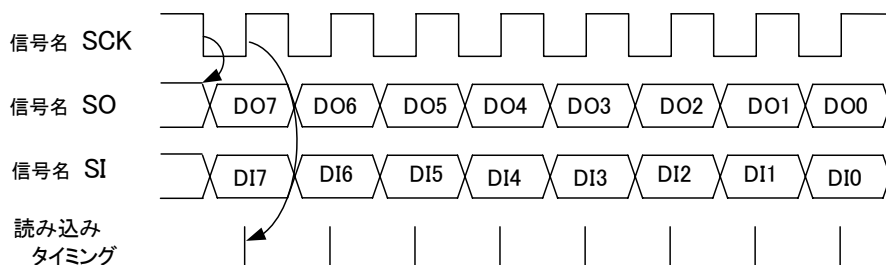 信号名 SCK
信号名 SO DO7 DO6 DO5 DO4 DO3 DO2 DO1 DO0
信号名 SI DI7 DI6 DI5 DI4 DI3 DI2 DI1 DI0
読み込み
タイミング